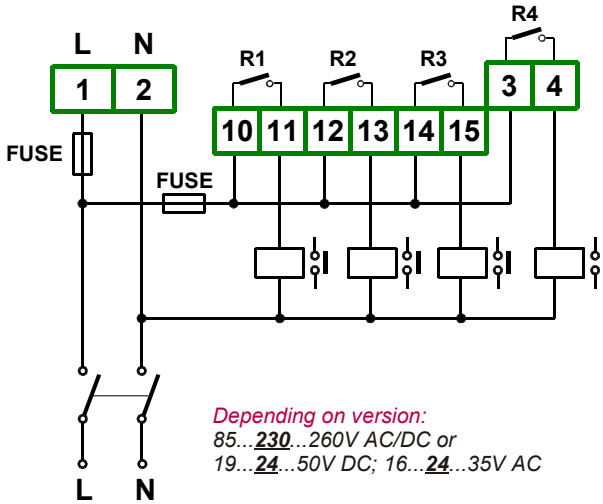 R4
L N
R1 R2 R3
1 2
3 4
10 11 12 13 14 15
FUSE
FUSE
Depending on version:
85...230...260V AC/DC or
19...24...50V DC; 16...24...35V AC
L N